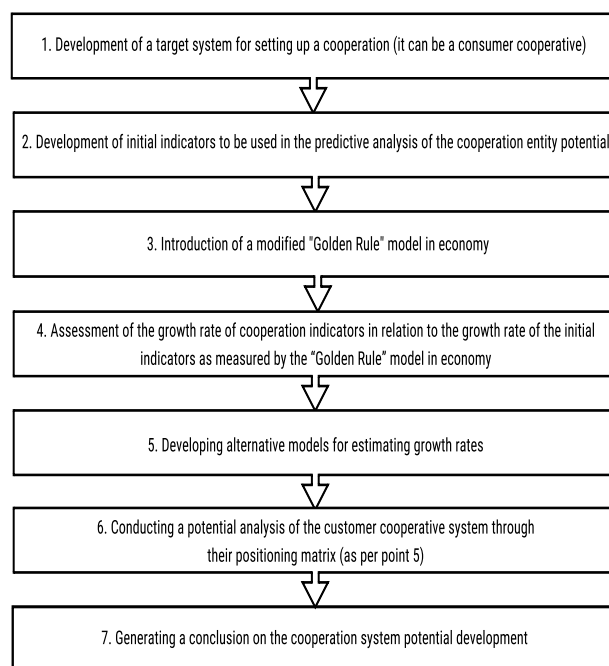 1. Development of a target system for setting up a cooperation (it can be a consumer cooperative)
2. Development of initial indicators to be used in the predictive analysis of the cooperation entity potential
3. Introduction of a modified "Golden Rule" model in economy
4. Assessment of the growth rate of cooperation indicators in relation to the growth rate of the initial
indicators as measured by the “Golden Rule” model in economy
5. Developing alternative models for estimating growth rates
6. Conducting a potential analysis of the customer cooperative system through
their positioning matrix (as per point 5)
7. Generating a conclusion on the cooperation system potential development